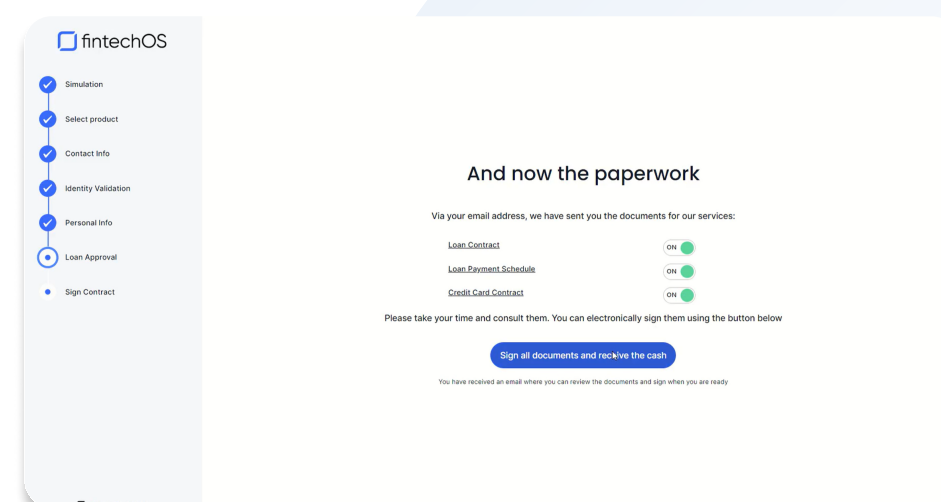 fintechOS
Simulation
Select product
Contact Info
Identity Validation
Personal Info
Loan Approval
Sign Contract
And now the paperwork
Via your email address, we have sent you the documents for our services:
Loan Contract ON
Loan Payment Schedule ON
Credit Card Contract ON
Please take your time and consult them. You can electronically sign them using the button below
Sign all documents and receive the cash
You have received an email where you can review the documents and sign when you are ready